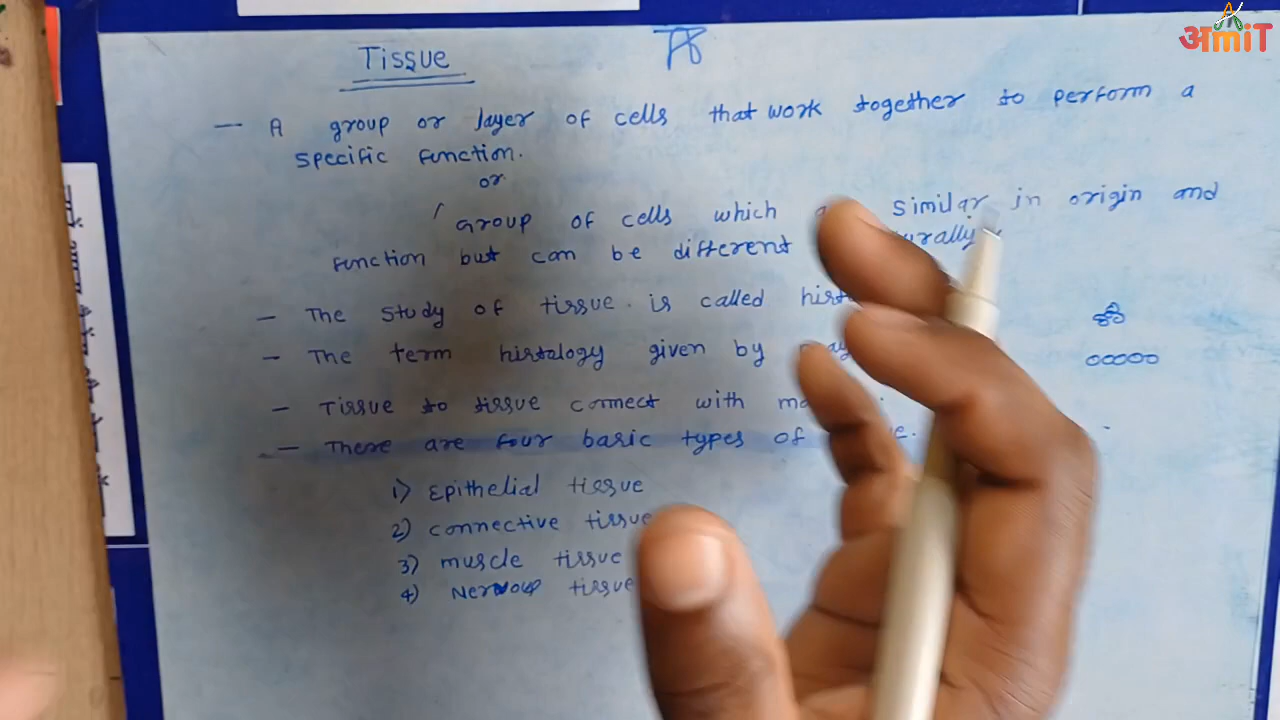 Tissue
अmiT
- A group or layer of cells that work together to perform a
specific function.
or
group of cells which similar in origin and
function but can be different
- The study of tissue is called
- The term histology given by
- Tissue to tissue connect with
- There are four basic types of
1) Epithelial tissue
2) connective tissue
3) muscle tissue
4) Nervous tissue